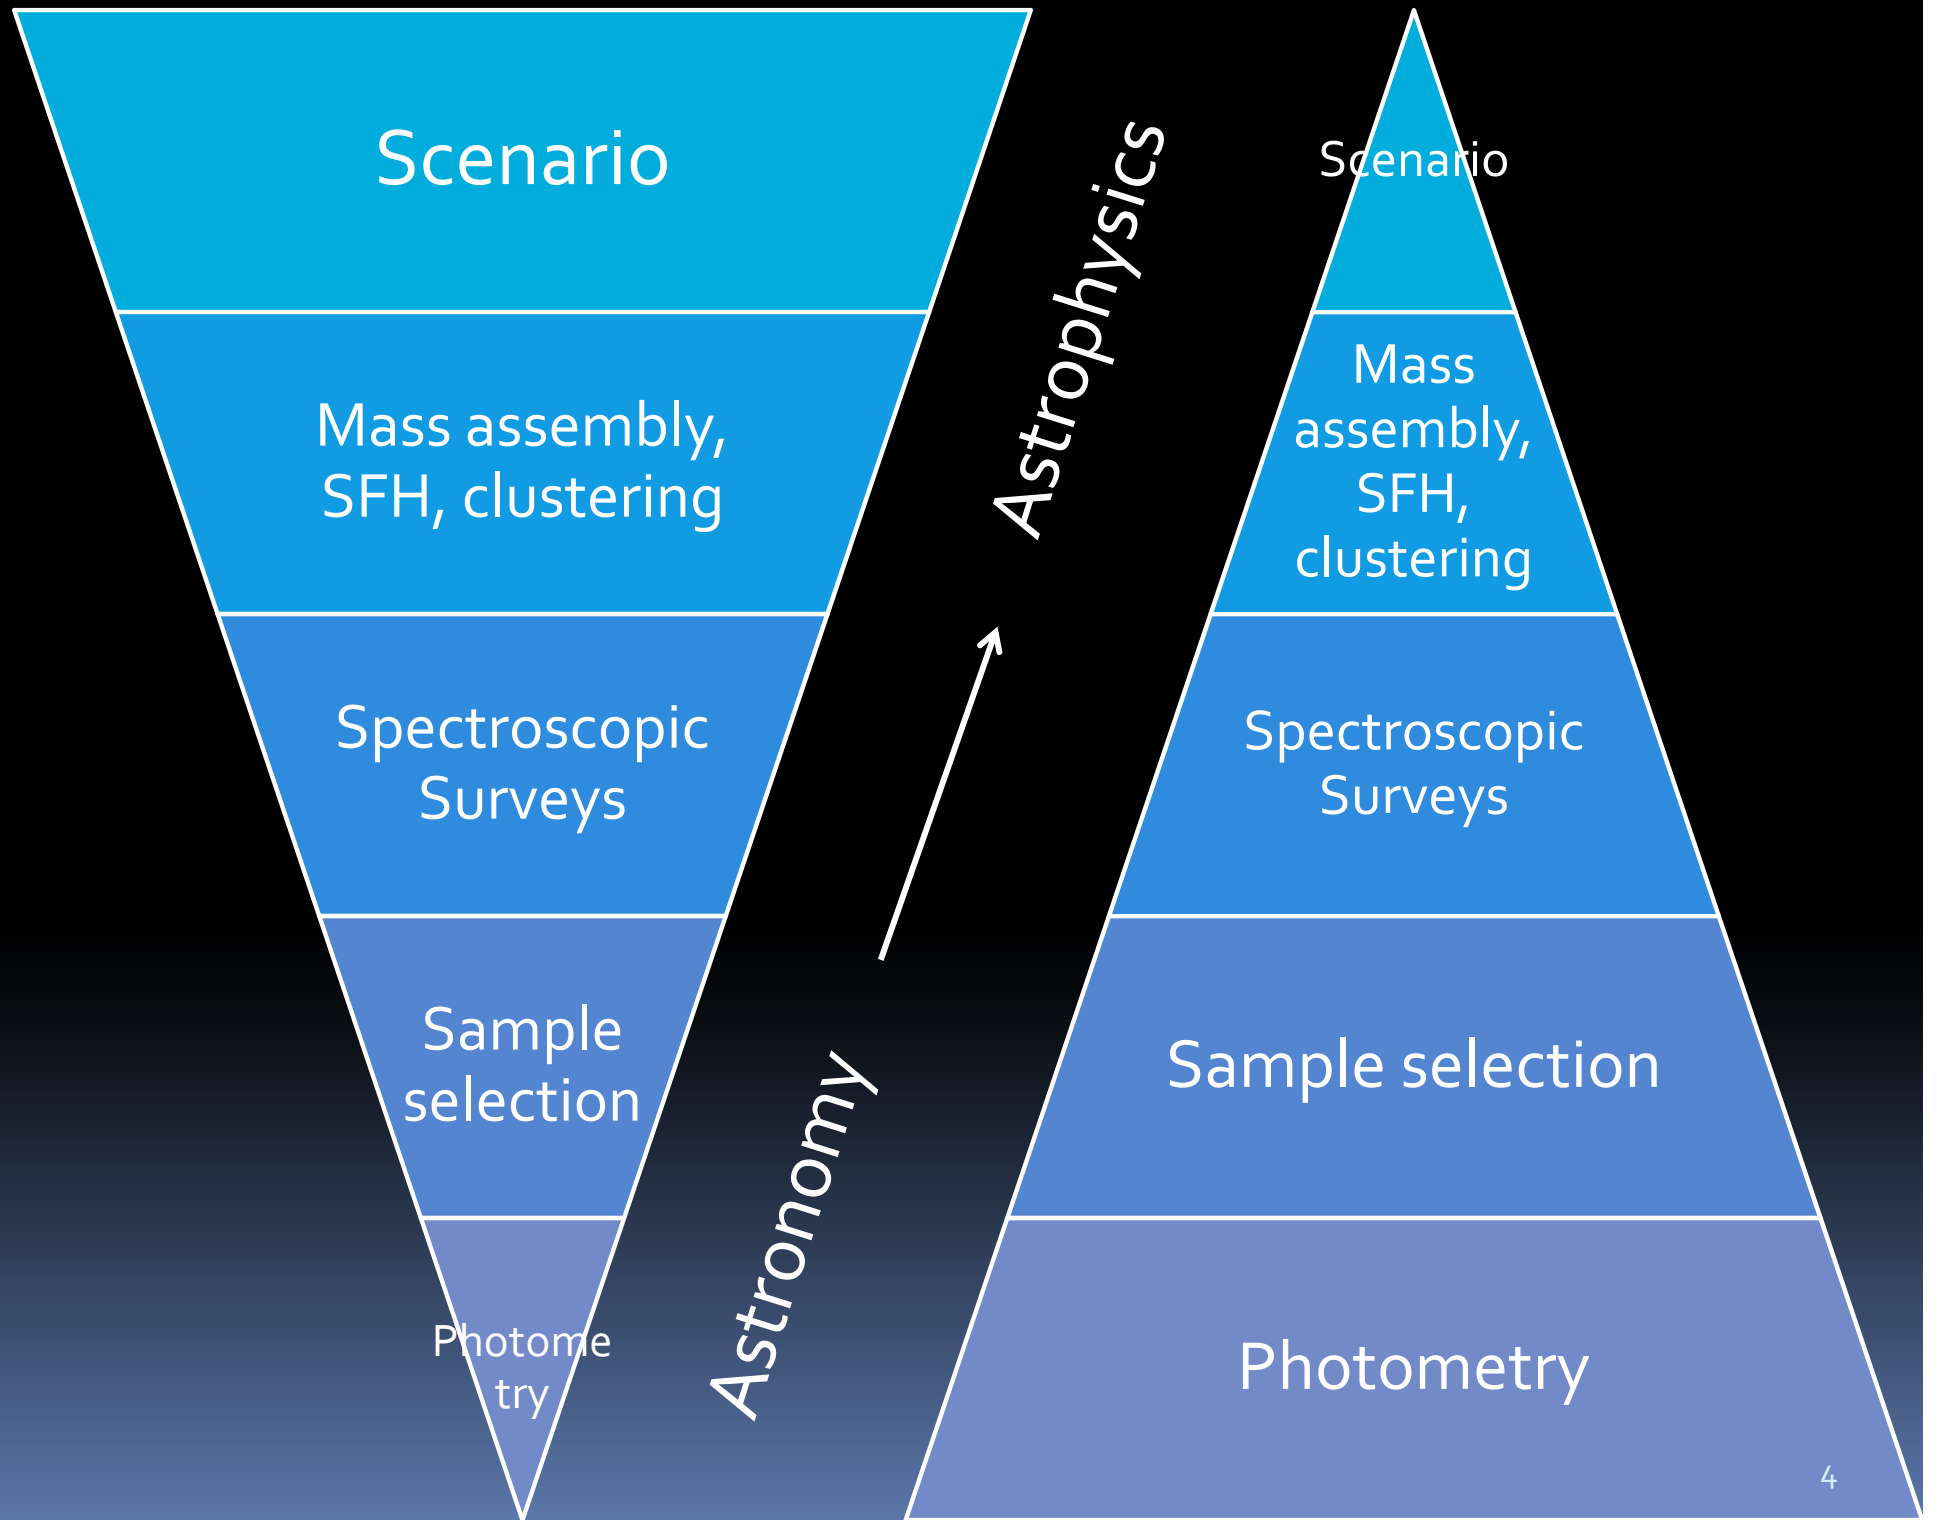 Scenario
Mass assembly,
SFH, clustering
Spectroscopic
Surveys
Sample
selection
Photome
try
Astronomy
Astrophysics
Scenario
Mass
assembly,
SFH,
clustering
Spectroscopic
Surveys
Sample selection
Photometry
4